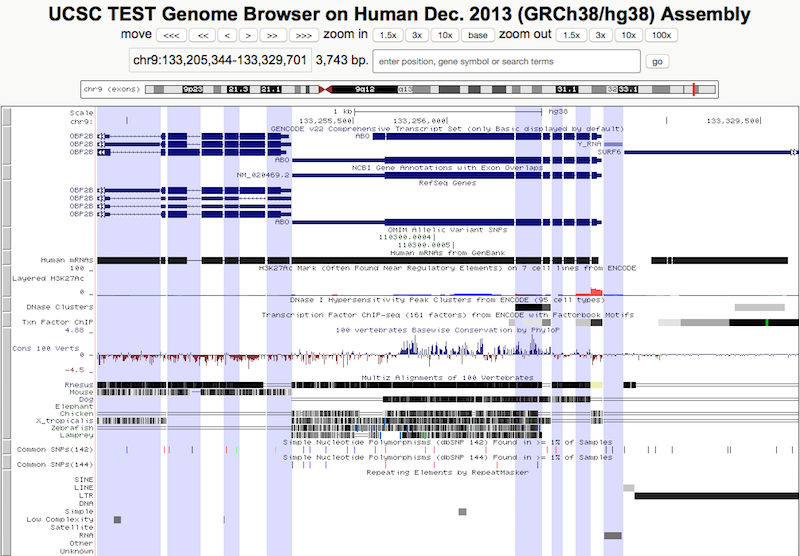 UCSC TEST Genome Browser on Human Dec. 2013 (GRCh38/hg38) Assembly
move <<< << < > >> >>> zoom in 1.5x 3x 10x base zoom out 1.5x 3x 10x 100x
chr9:133,205,344-133,329,701 3,743 bp. enter position, gene symbol or search terms go
chr9 (exons) 9p23 21.3 21.1 9q12 q13 31.1 32 33.1
Scale 1 kb hg38
chr9: 133,255,500 133,256,000 133,329,500
GENCODE v22 Comprehensive Transcript Set (only Basic displayed by default)
OBP2B ABO
OBP2B Y_RNA
OBP2B SURF6
ABO
NCBI Gene Annotations with Exon Overlaps
NM_020469.2
RefSeq Genes
OBP2B
OBP2B
OBP2B
OBP2B
ABO
OMIM Allelic Variant SNPs
110300.0004
110300.0005
Human mRNAs from GenBank
Human mRNAs
H3K27Ac Mark (Often Found Near Regulatory Elements) on 7 cell lines from ENCODE
100 _
Layered H3K27Ac
0 _
DNase I Hypersensitivity Peak Clusters from ENCODE (95 cell types)
DNase Clusters
Transcription Factor ChIP-seq (161 factors) from ENCODE with Factorbook Motifs
Txn Factor ChIP
100 vertebrates Basewise Conservation by PhyloP
4.88 _
Cons 100 Verts
0
-4.5 _
Multiz Alignments of 100 Vertebrates
Rhesus
Mouse
Dog
Elephant
Chicken
X_tropicalis
Zebrafish
Lamprey
Simple Nucleotide Polymorphisms (dbSNP 142) Found in >= 1% of Samples
Common SNPs(142)
Simple Nucleotide Polymorphisms (dbSNP 144) Found in >= 1% of Samples
Common SNPs(144)
Repeating Elements by RepeatMasker
SINE
LINE
LTR
DNA
Simple
Low Complexity
Satellite
RNA
Other
Unknown